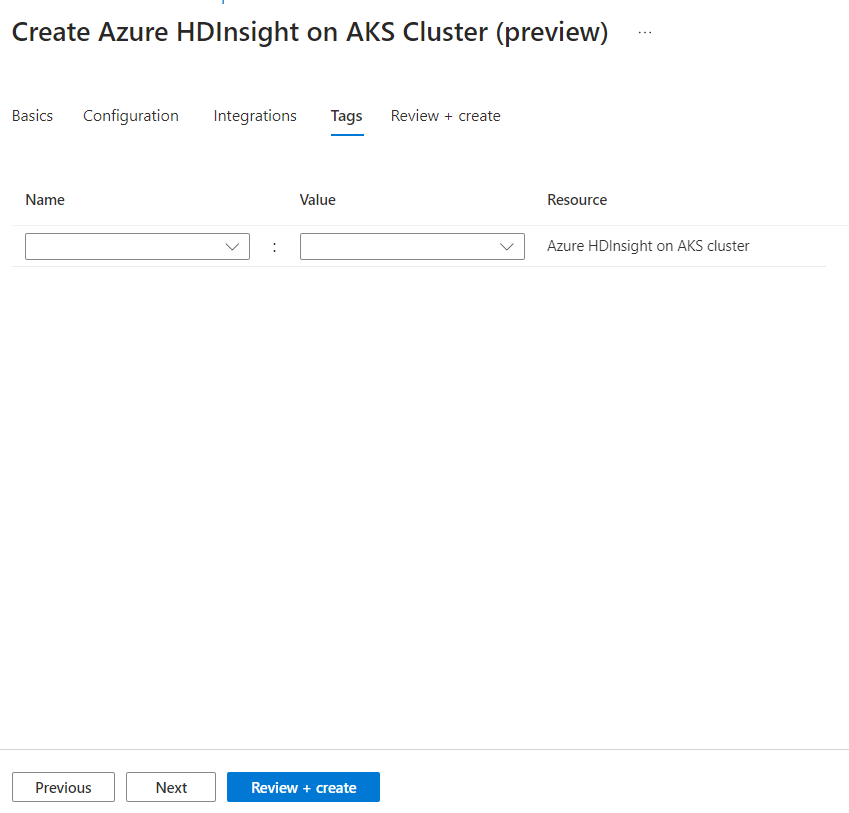 Create Azure HDInsight on AKS Cluster (preview) ...
Basics Configuration Integrations Tags Review + create
Name Value Resource
: Azure HDInsight on AKS cluster
Previous Next Review + create